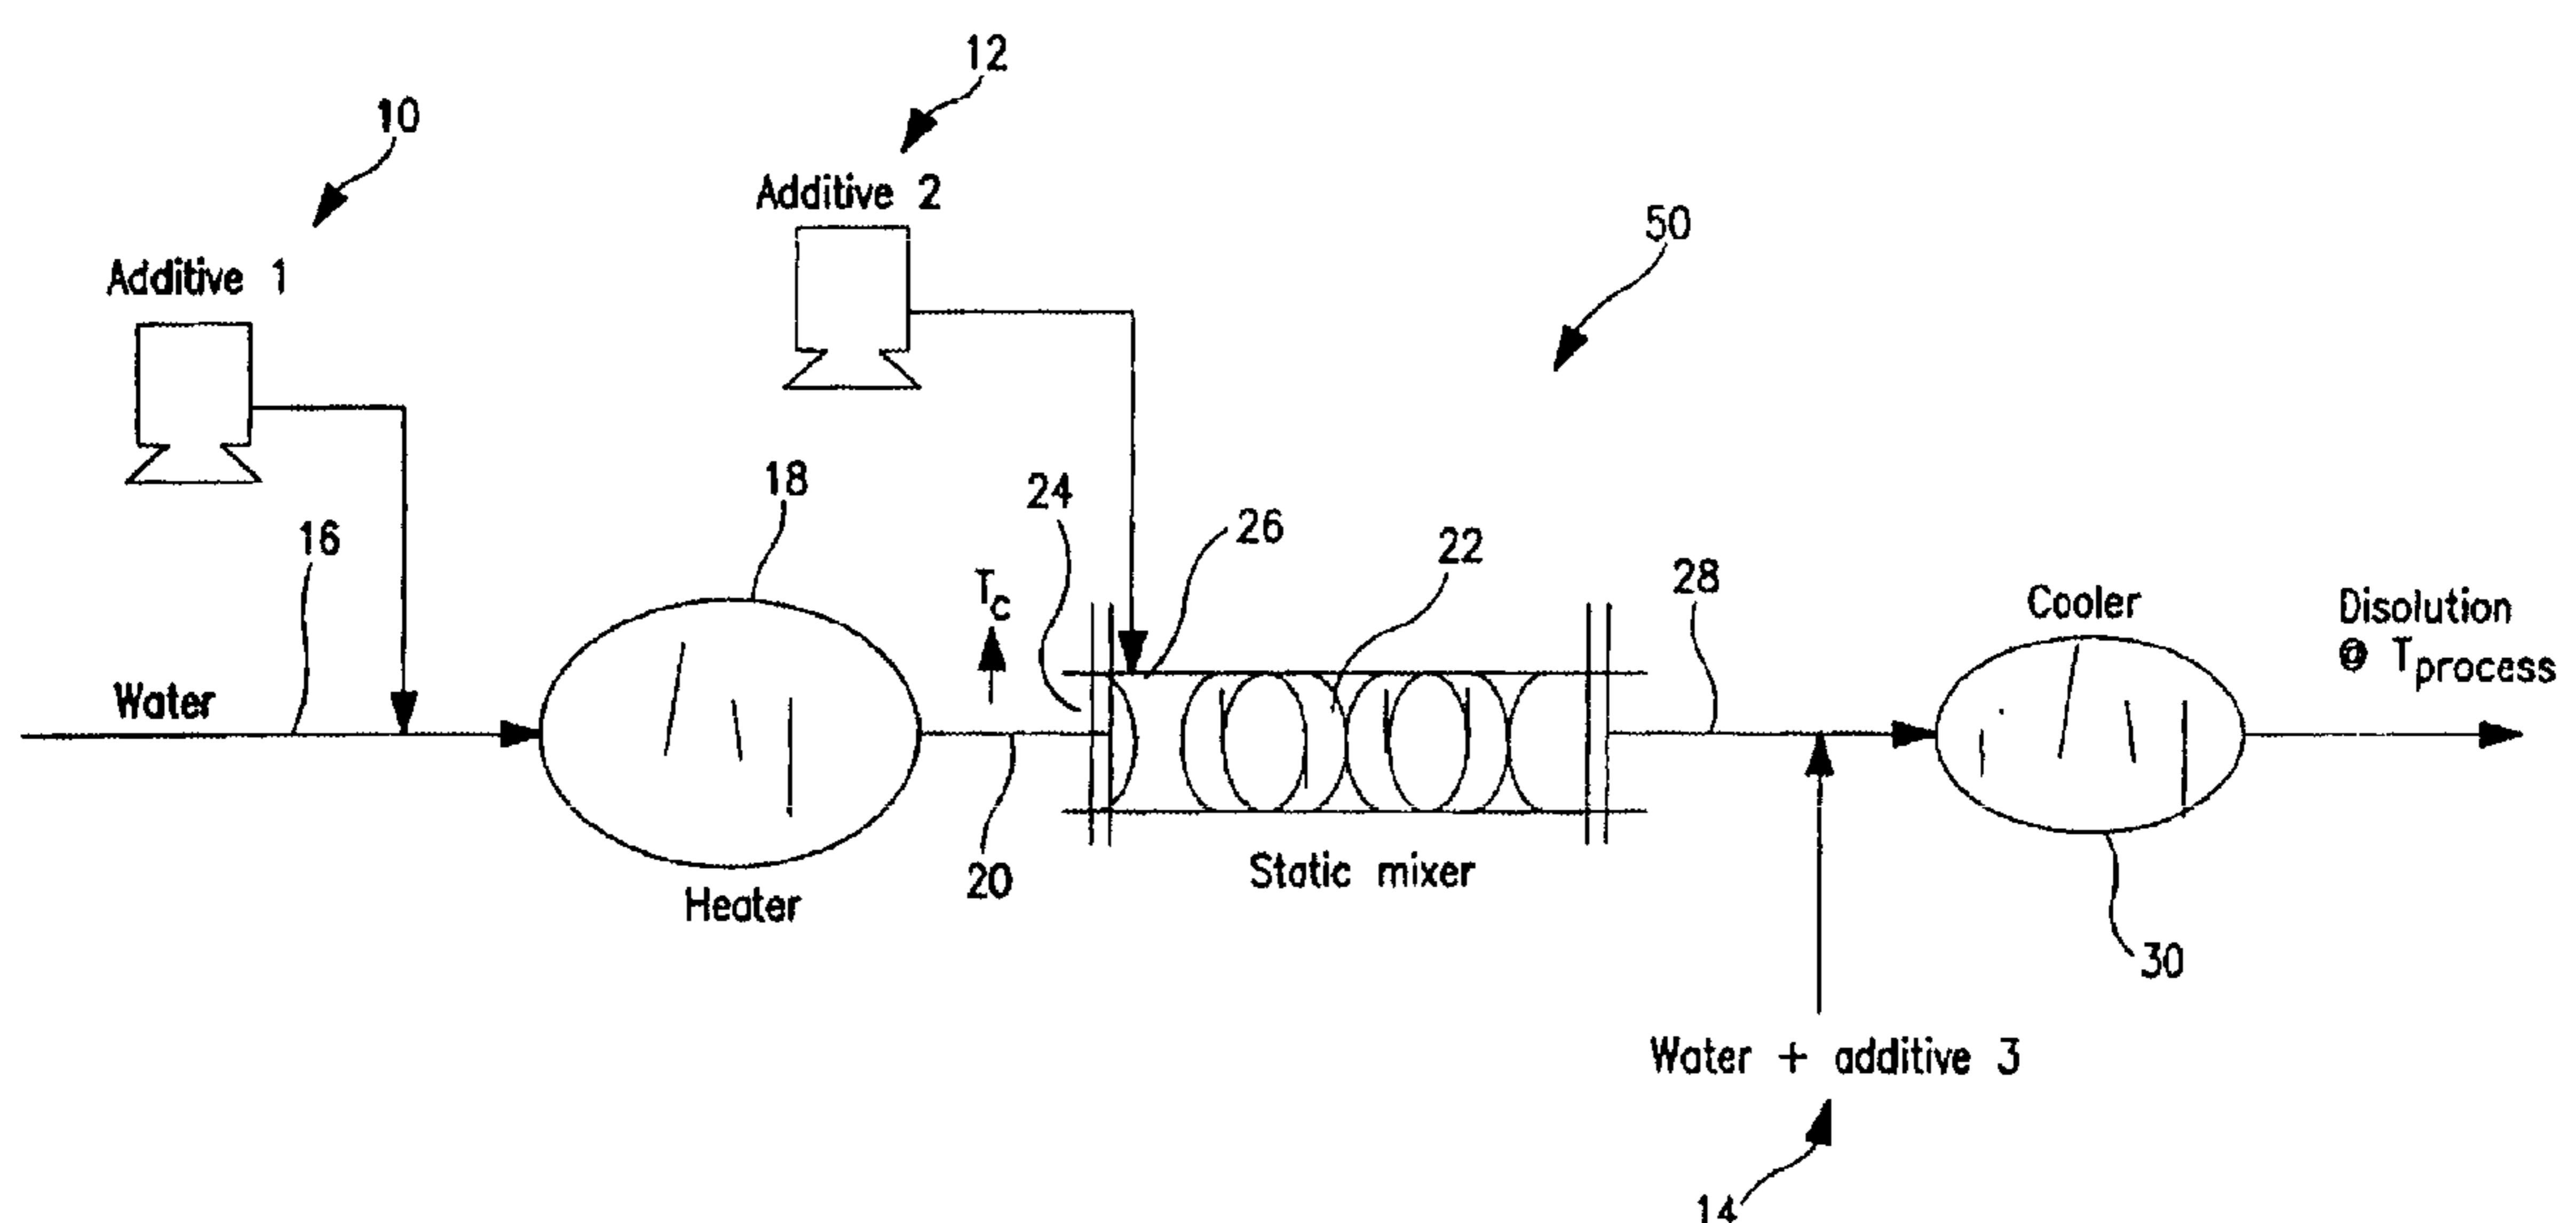 12
10
Additive 2
50
Additive 1
18
24
26
22
16
28
Tc
Cooler
Disolution
@ Tprocess
Water
20
Static mixer
Heater
30
Water + additive 3
14